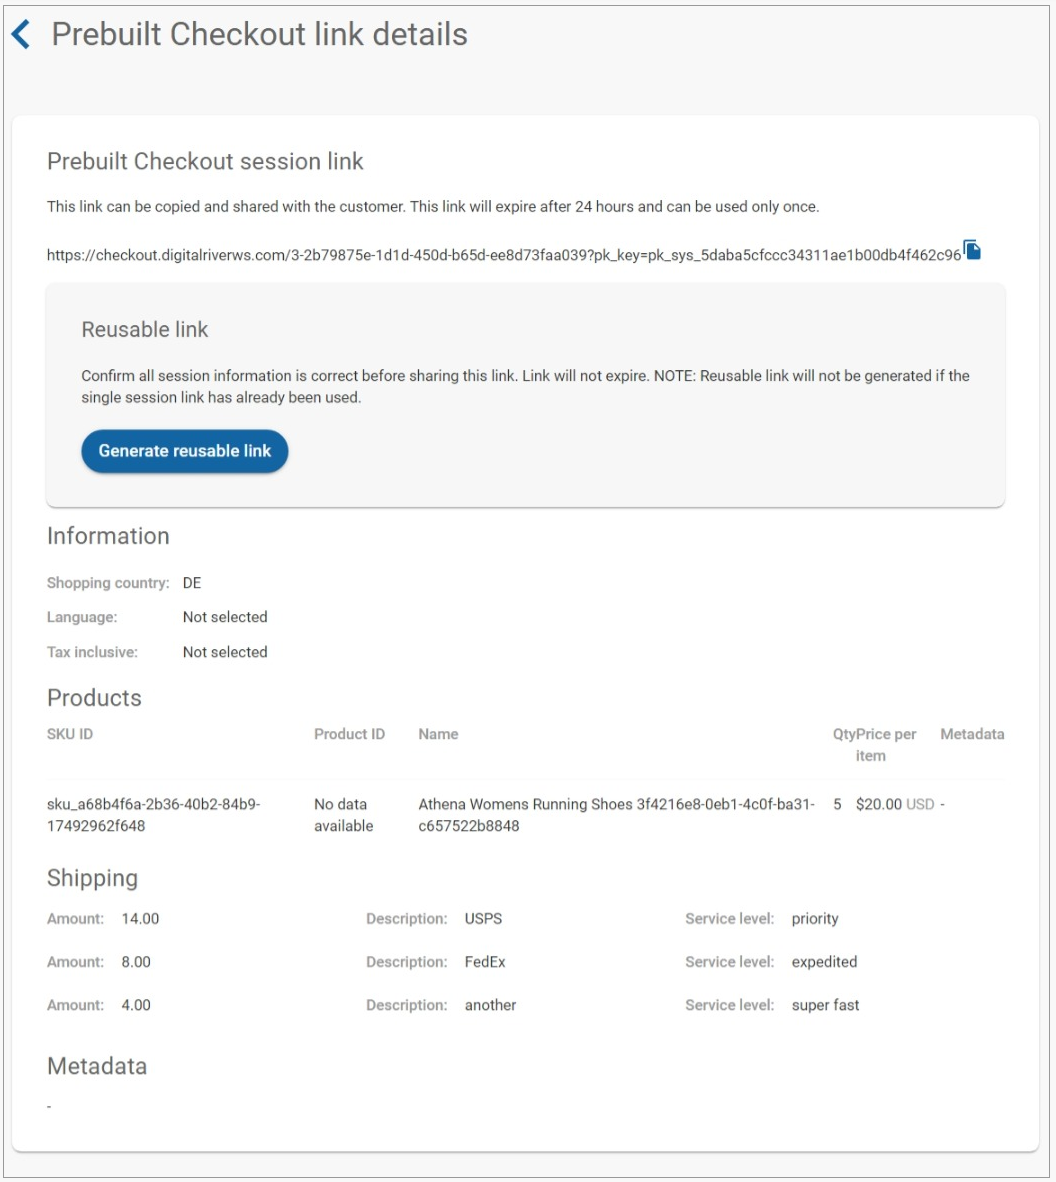 Prebuilt Checkout link details
Prebuilt Checkout session link
This link can be copied and shared with the customer. This link will expire after 24 hours and can be used only once.
https://checkout.digitalriverws.com/3-2b79875e-1d1d-450d-b65d-ee8d73faa039?pk_key=pk_sys_5daba5cfccc34311ae1b00db4f462c96
Reusable link
Confirm all session information is correct before sharing this link. Link will not expire. NOTE: Reusable link will not be generated if the
single session link has already been used.
Generate reusable link
Information
Shopping country: DE
Language: Not selected
Tax inclusive: Not selected
Products
SKU ID Product ID Name QtyPrice per Metadata
item
sku_a68b4f6a-2b36-40b2-84b9- No data Athena Womens Running Shoes 3f4216e8-0eb1-4c0f-ba31- 5 $20.00 USD -
17492962f648 available c657522b8848
Shipping
Amount: 14.00 Description: USPS Service level: priority
Amount: 8.00 Description: FedEx Service level: expedited
Amount: 4.00 Description: another Service level: super fast
Metadata
-